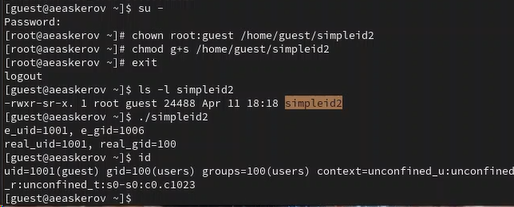 [guest@aeaskerov ~]$ su -
Password:
[root@aeaskerov ~]# chown root:guest /home/guest/simpleid2
[root@aeaskerov ~]# chmod g+s /home/guest/simpleid2
[root@aeaskerov ~]# exit
logout
[guest@aeaskerov ~]$ ls -l simpleid2
-rwxr-sr-x. 1 root guest 24488 Apr 11 18:18 simpleid2
[guest@aeaskerov ~]$ ./simpleid2
e_uid=1001, e_gid=1006
real_uid=1001, real_gid=100
[guest@aeaskerov ~]$ id
uid=1001(guest) gid=100(users) groups=100(users) context=unconfined_u:unconfined
_r:unconfined_t:s0-s0:c0.c1023
[guest@aeaskerov ~]$